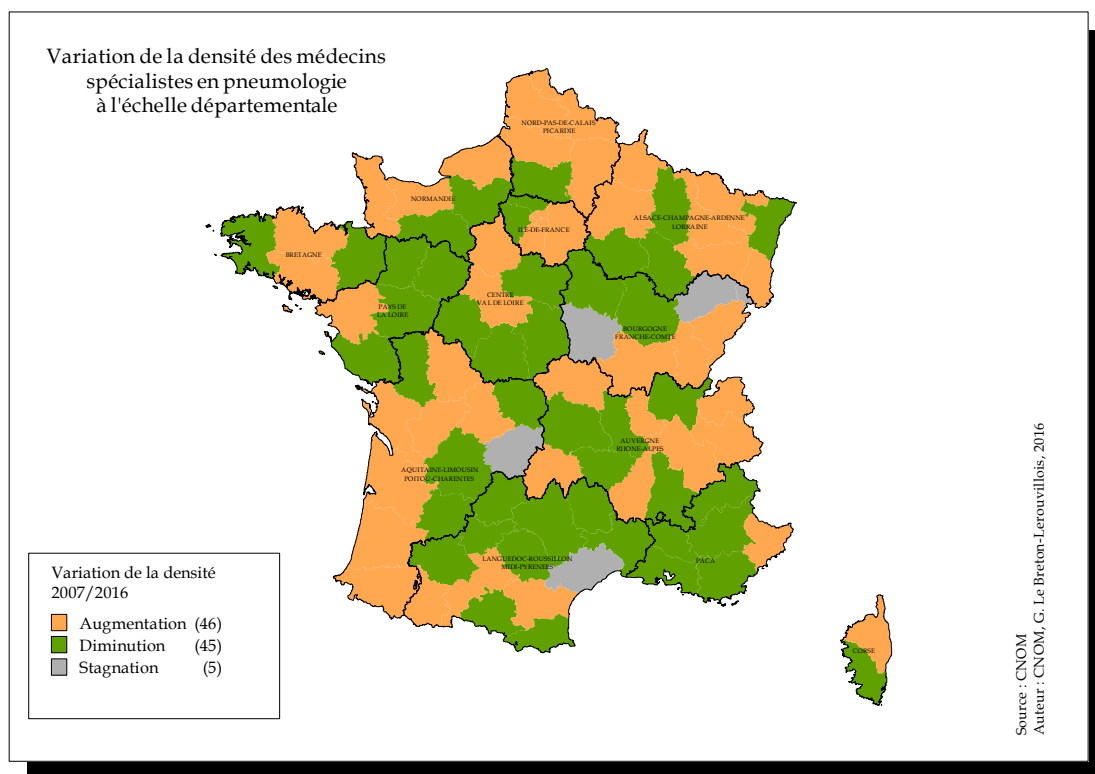 Variation de la densité des médecins
spécialistes en pneumologie
à l'échelle départementale
NORD-PAS-DE-CALAIS
PICARDIE
NORMANDIE
ALSACE-CHAMPAGNE-ARDENNE
LORRAINE
ILE-DE-FRANCE
BRETAGNE
CENTRE
VAL DE LOIRE
PAYS DE
LA LOIRE
BOURGOGNE
FRANCHE-COMTÉ
AUVERGNE
RHONE-ALPES
AQUITAINE-LIMOUSIN
POITOU-CHARENTES
LANGUEDOC-ROUSSILLON
MIDI-PYRENEES
PACA
CORSE
Variation de la densité
2007/2016
Augmentation (46)
Diminution (45)
Stagnation (5)
Source : CNOM
Auteur : CNOM, G. Le Breton-Lerouvillois, 2016